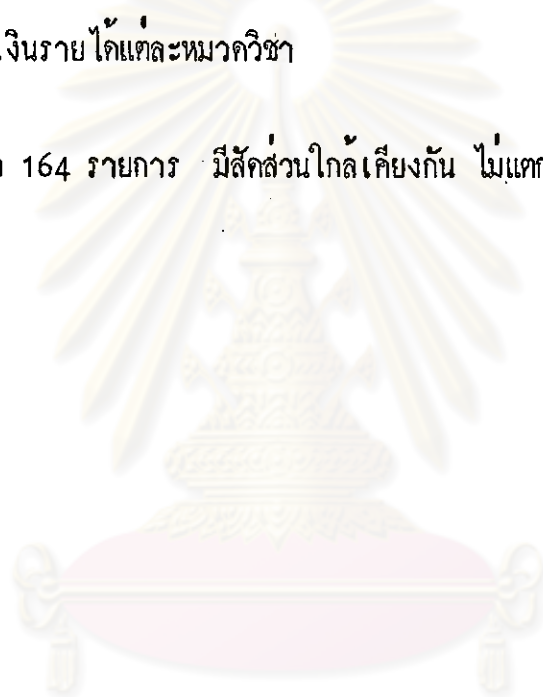 งินรายได้แต่ละหมวดวิชา
164 รายการ มีสัดส่วนใกล้เคียงกัน ไม่แตก